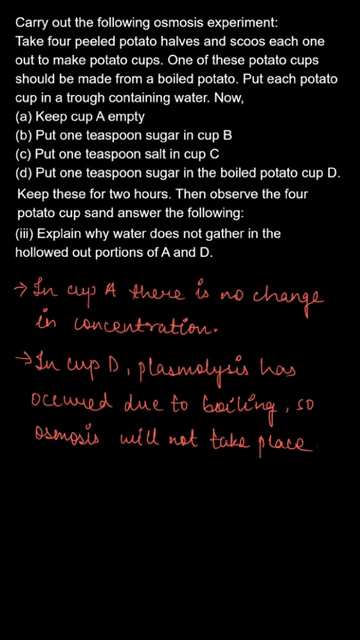 Carry out the following osmosis experiment:
Take four peeled potato halves and scoos each one
out to make potato cups. One of these potato cups
should be made from a boiled potato. Put each potato
cup in a trough containing water. Now,
(a) Keep cup A empty
(b) Put one teaspoon sugar in cup B
(c) Put one teaspoon salt in cup C
(d) Put one teaspoon sugar in the boiled potato cup D.
Keep these for two hours. Then observe the four
potato cup sand answer the following:
(iii) Explain why water does not gather in the
hollowed out portions of A and D.
→ In cup A there is no change
in concentration.
→ In cup D, plasmolysis has
occured due to boiling, so
osmosis will not take place